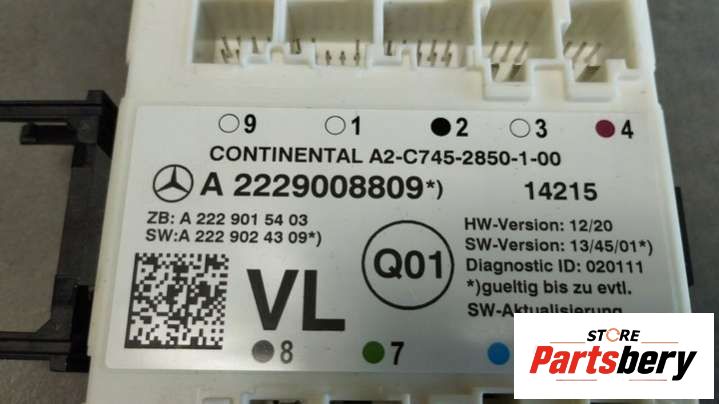 9 1 2 3 4
CONTINENTAL A2-C745-2850-1-00
A 2229008809*) 14215
ZB: A 222 901 54 03
SW:A 222 902 43 09*)
HW-Version: 12/20
SW-Version: 13/45/01*)
Diagnostic ID: 020111
*)gueltig bis zu evtl.
SW-Aktualisierung
Q01
VL
8 7
STORE
Partsbery